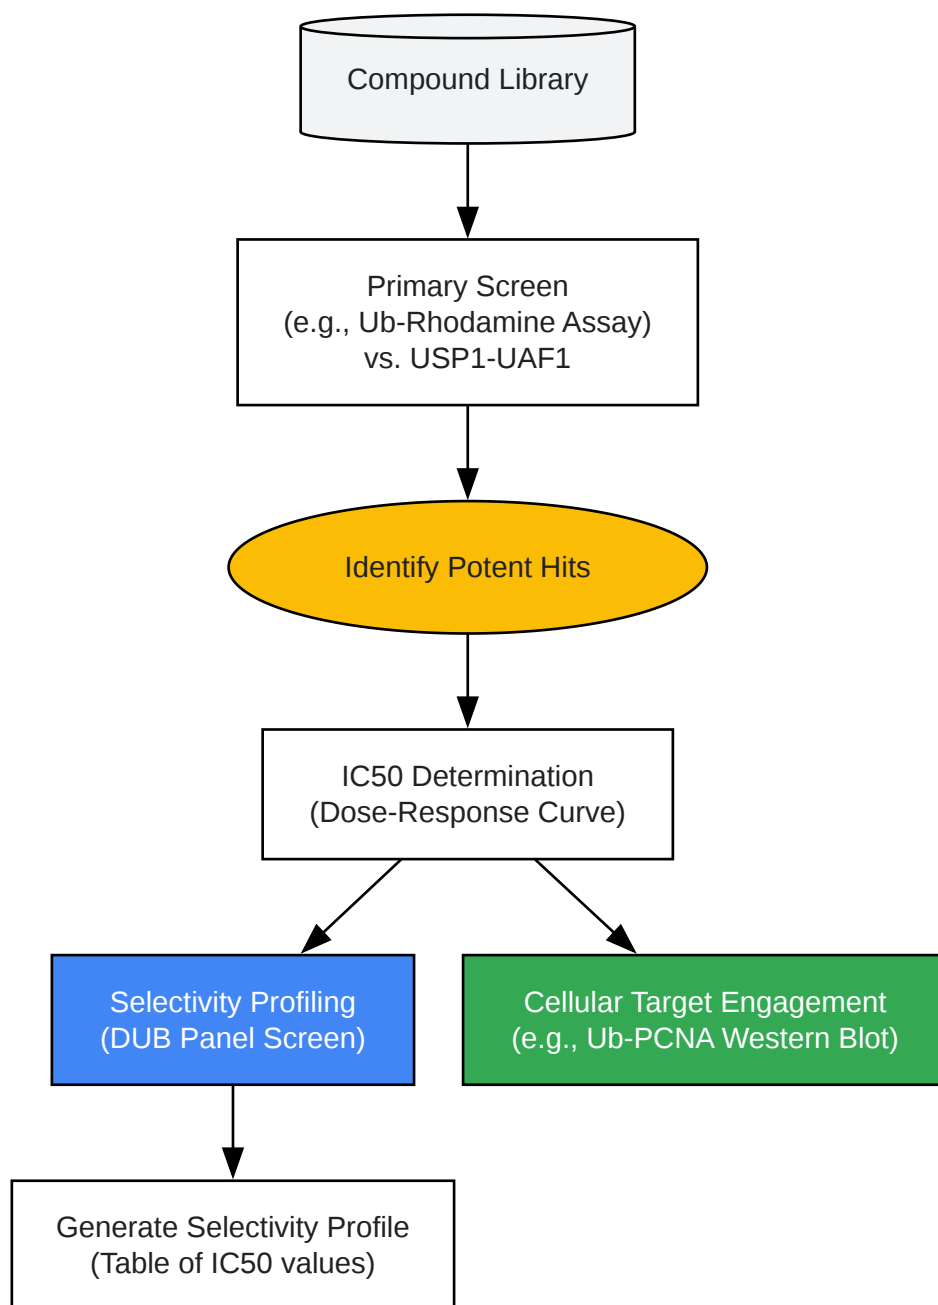 Compound Library
Primary Screen
(e.g., Ub-Rhodamine Assay)
vs. USP1-UAF1
Identify Potent Hits
IC50 Determination
(Dose-Response Curve)
Selectivity Profiling
(DUB Panel Screen)
Cellular Target Engagement
(e.g., Ub-PCNA Western Blot)
Generate Selectivity Profile
(Table of IC50 values)